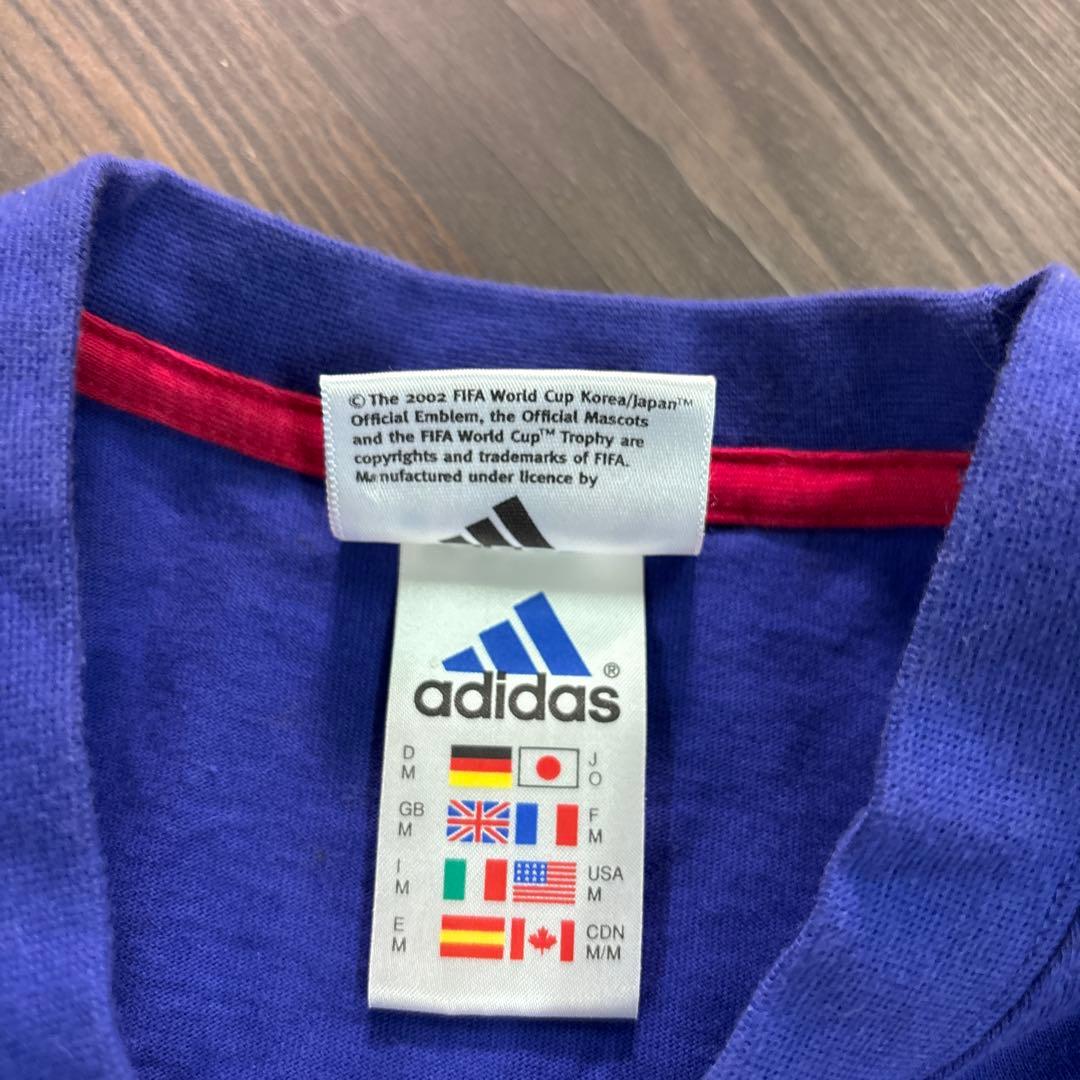 © The 2002 FIFA World Cup Korea/Japan™
Official Emblem, the Official Mascots
and the FIFA World Cup™ Trophy are
copyrights and trademarks of FIFA.
Manufactured under licence by
adidas®
D J
M O
GB F
M M
I USA
M M
E CDN
M M/M